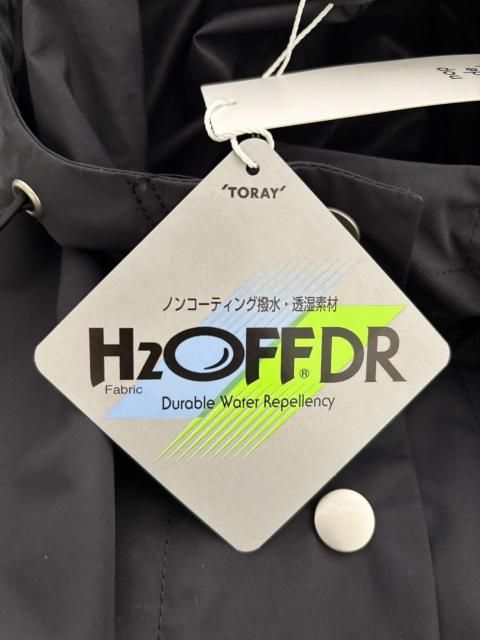 'TORAY'
ノンコーティング撥水・透湿素材
H2OFF®DR
Fabric
Durable Water Repellency